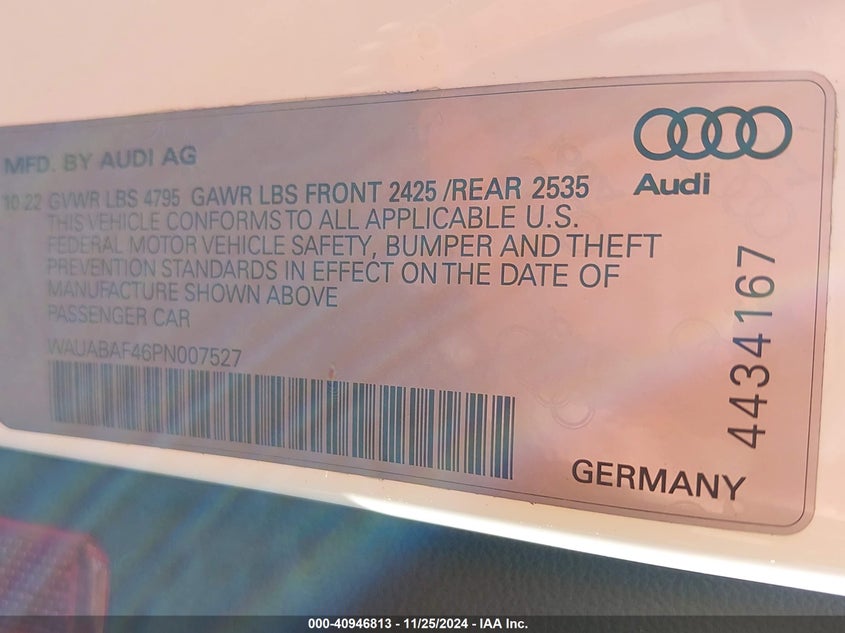 MFD. BY AUDI AG
10.22 GVWR LBS 4795 GAWR LBS FRONT 2425 /REAR 2535
THIS VEHICLE CONFORMS TO ALL APPLICABLE U.S.
FEDERAL MOTOR VEHICLE SAFETY, BUMPER AND THEFT
PREVENTION STANDARDS IN EFFECT ON THE DATE OF
MANUFACTURE SHOWN ABOVE
PASSENGER CAR
WAUABAF46PN007527
Audi
4434167
GERMANY
000-40946813 - 11/25/2024 - IAA Inc.